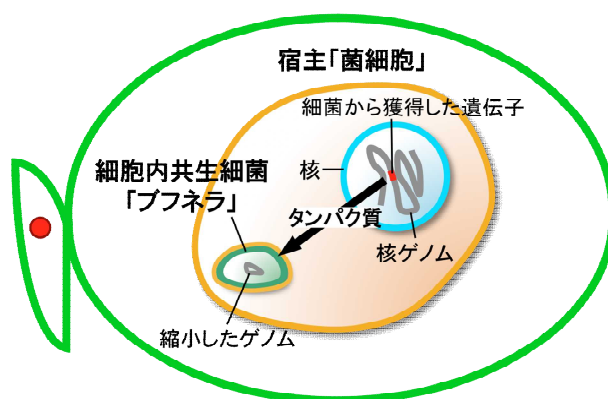 宿主「菌細胞」
細菌から獲得した遺伝子
核
細胞内共生細菌
「ブフネラ」
タンパク質
核ゲノム
縮小したゲノム